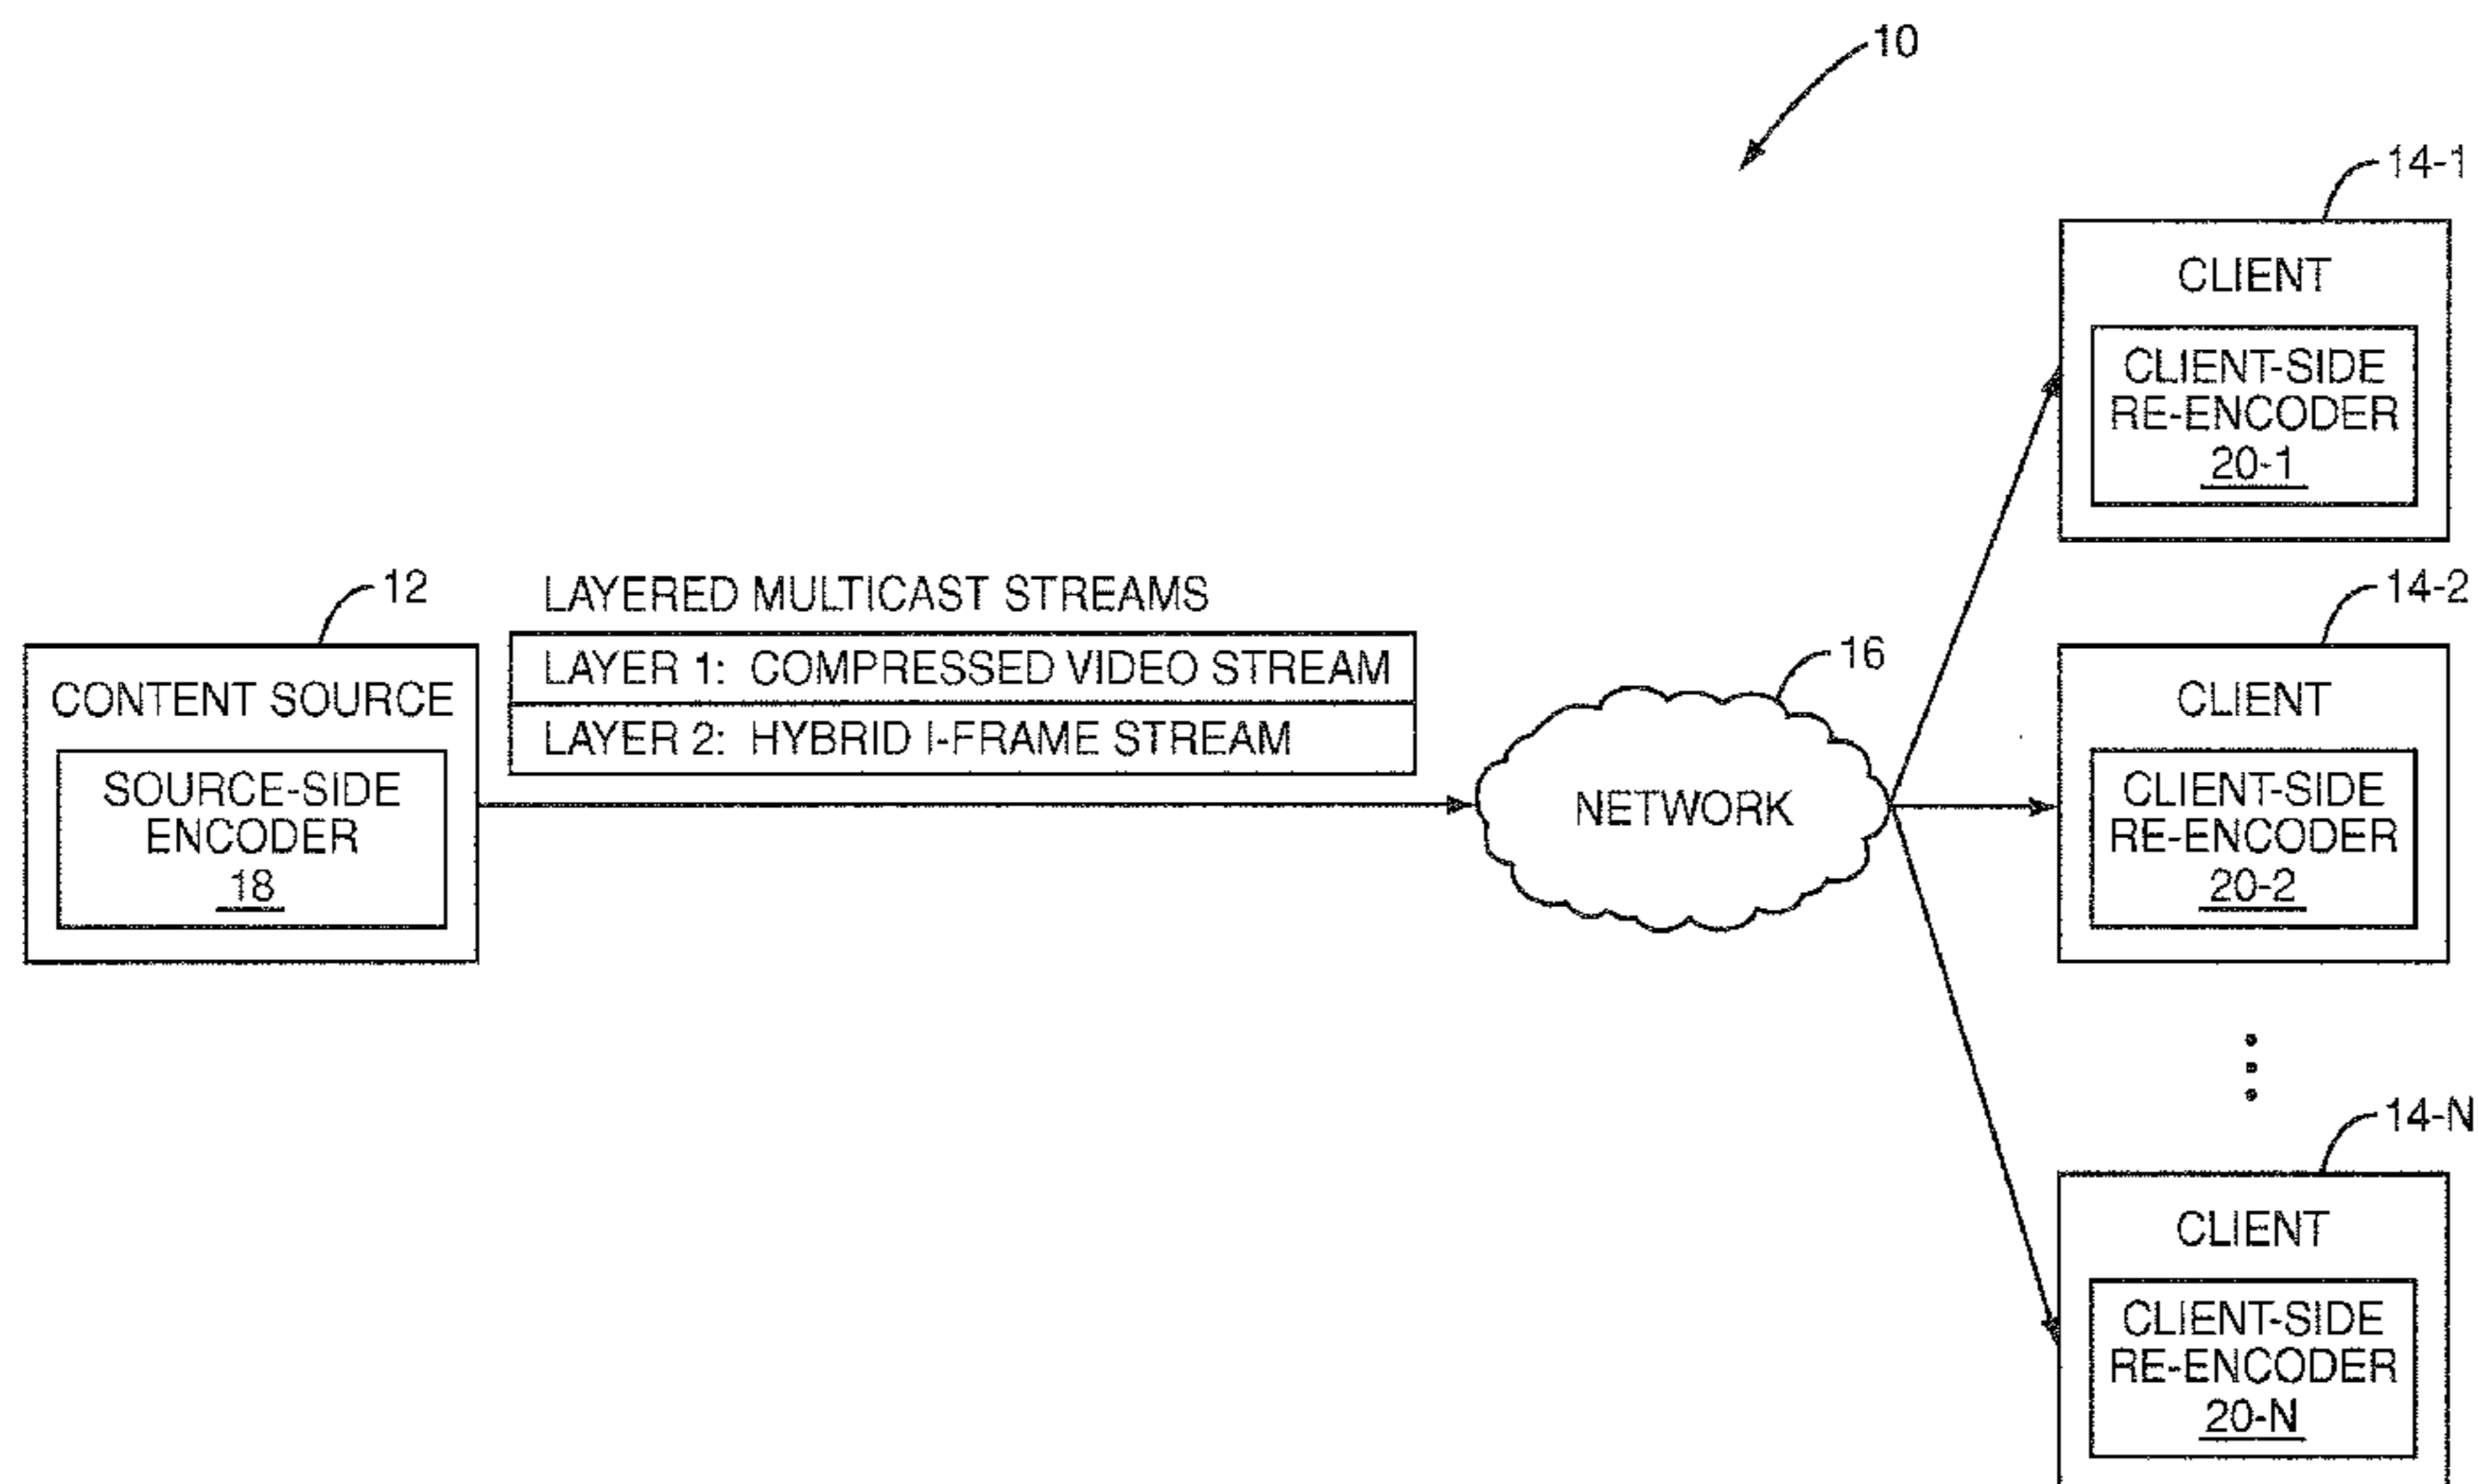 10
14-1
CLIENT
CLIENT-SIDE
RE-ENCODER
20-1
12
CONTENT SOURCE
SOURCE-SIDE
ENCODER
18
LAYERED MULTICAST STREAMS
LAYER 1: COMPRESSED VIDEO STREAM
LAYER 2: HYBRID I-FRAME STREAM
16
NETWORK
14-2
CLIENT
CLIENT-SIDE
RE-ENCODER
20-2
14-N
CLIENT
CLIENT-SIDE
RE-ENCODER
20-N